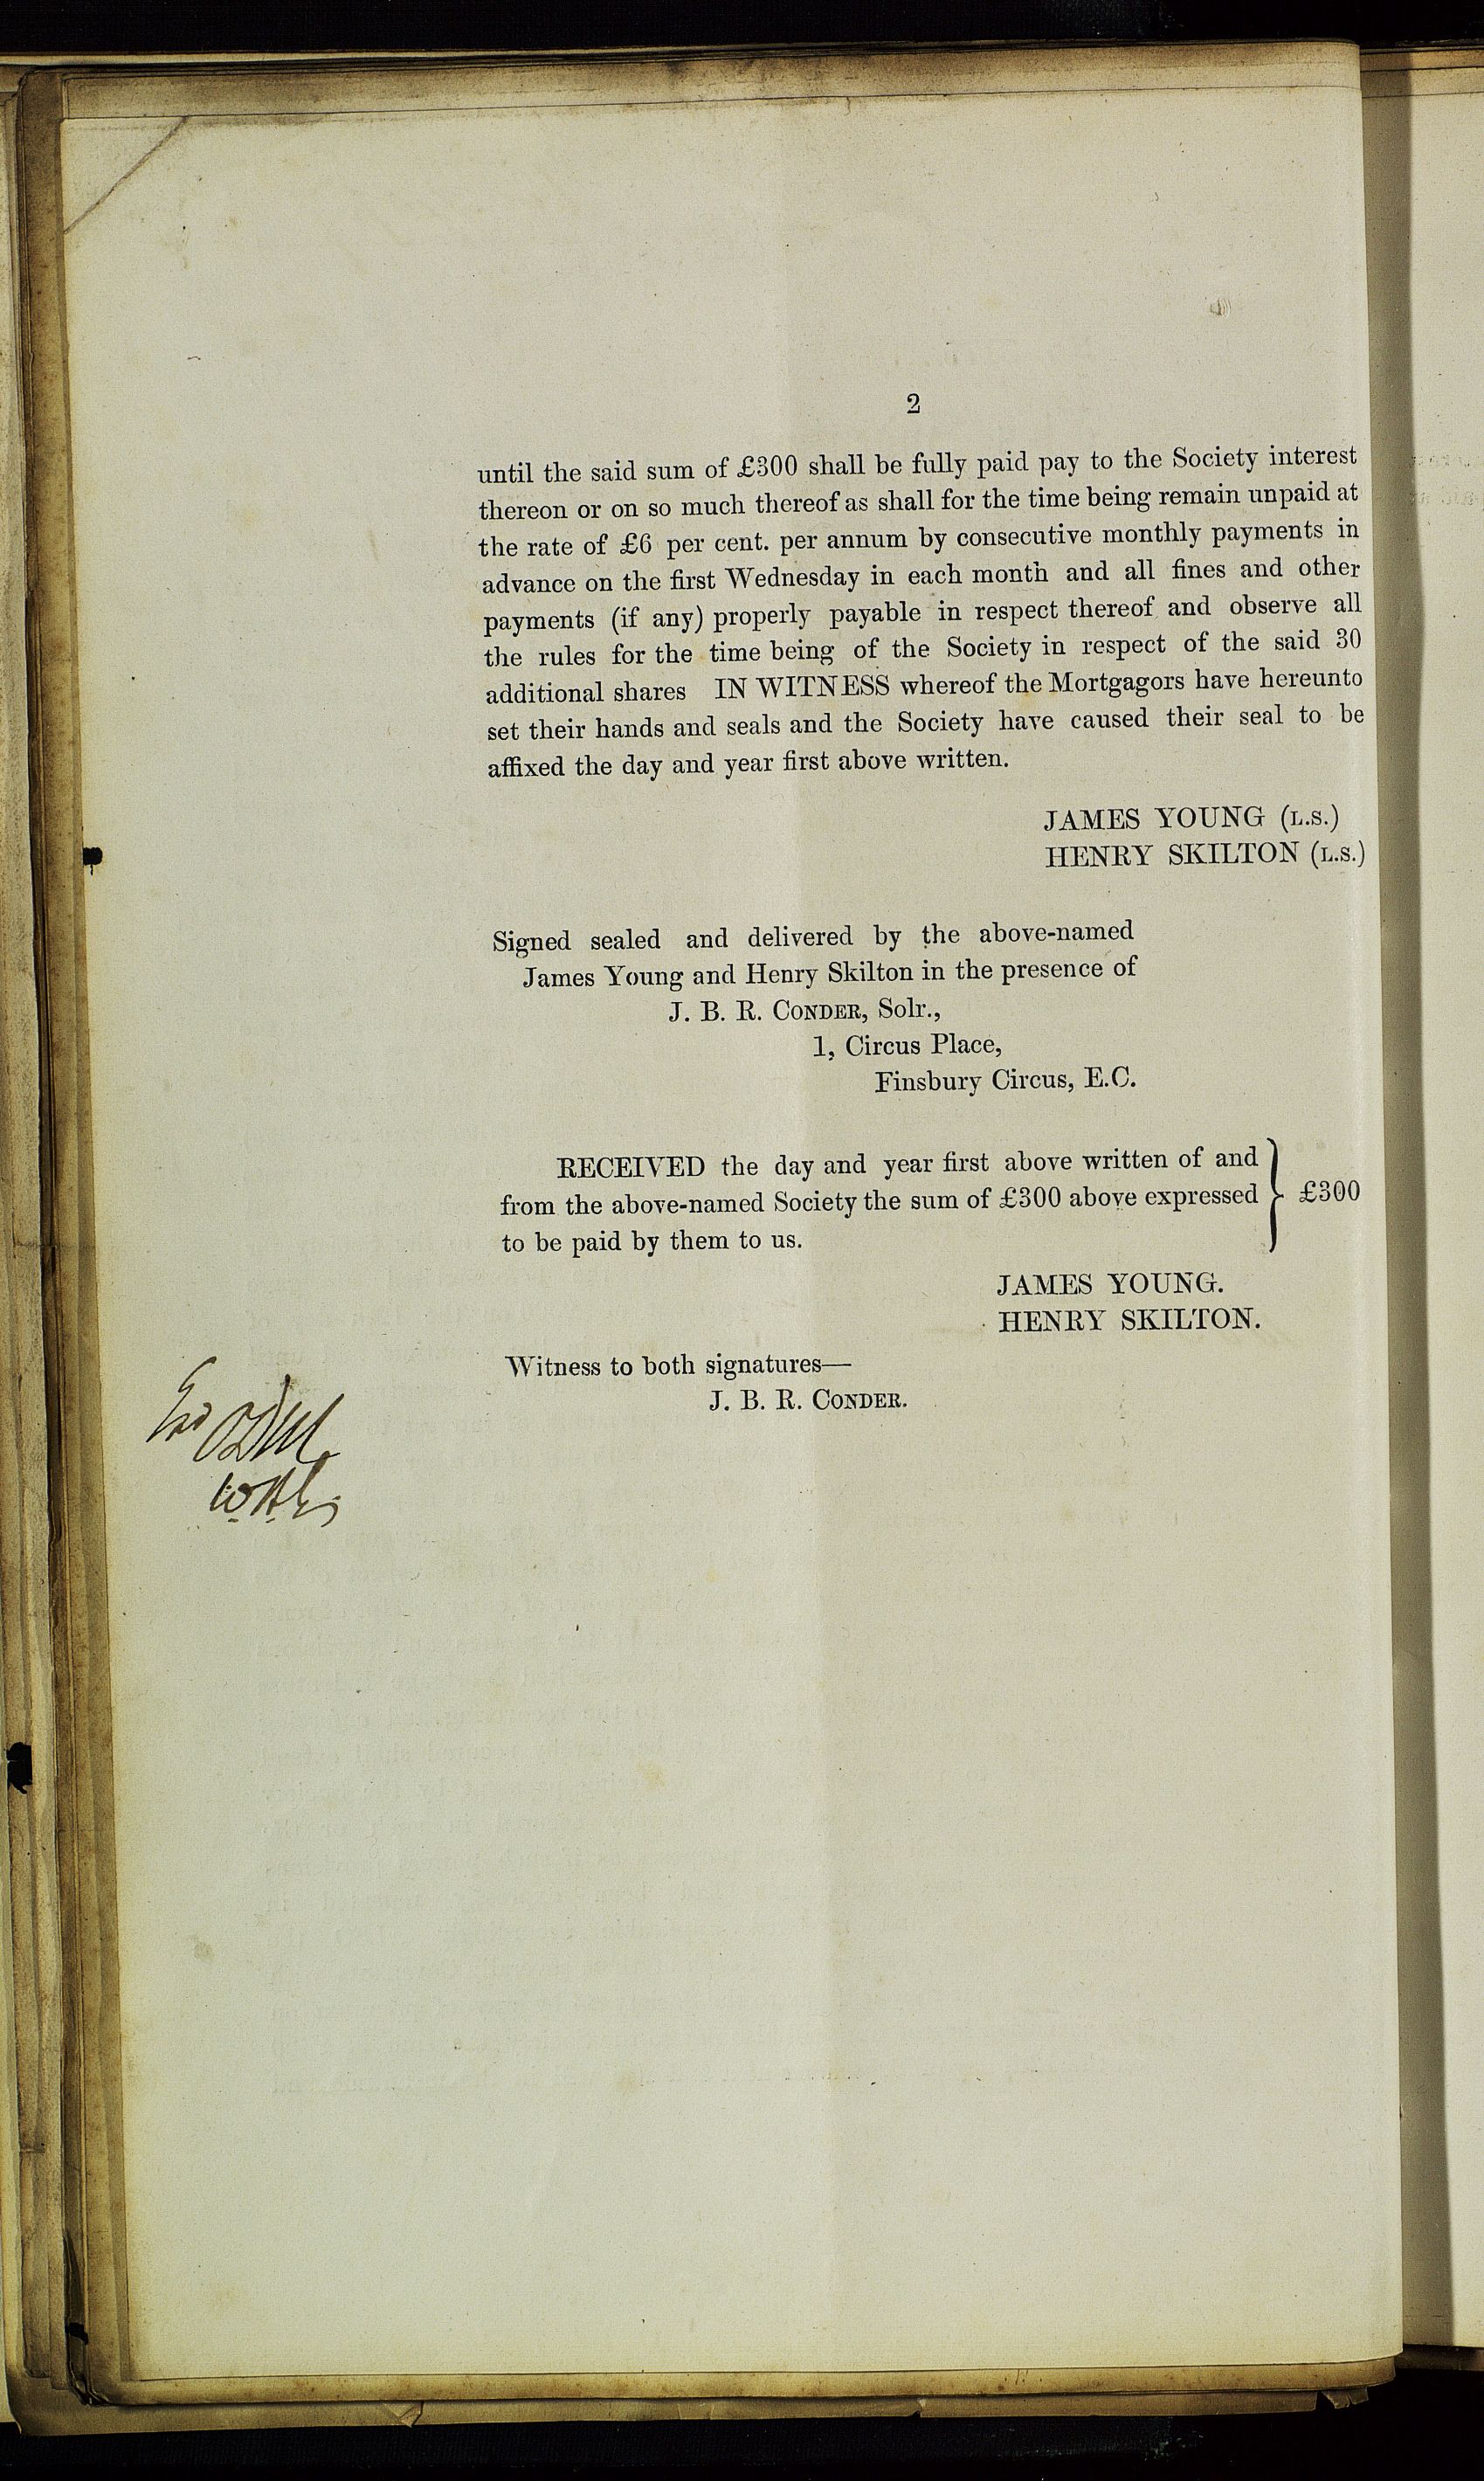 2
until the said sum of £300 shall be fully paid pay to the Society interest
thereon or on so much thereof as shall for the time being remain unpaid at
the rate of £6 per cent. per annum by consecutive monthly payments in
advance on the first Wednesday in each month and all fines and other
payments (if any) properly payable in respect thereof and observe all
the rules for the time being of the Society in respect of the said 30
additional shares IN WITNESS whereof the Mortgagors have hereunto
set their hands and seals and the Society have caused their seal to be
affixed the day and year first above written.
JAMES YOUNG (L.S.)
HENRY SKILTON (L.S.)
Signed sealed and delivered by the above-named
James Young and Henry Skilton in the presence of
J. B. R. CONDER, Solr.,
1, Circus Place,
Finsbury Circus, E.C.
RECEIVED the day and year first above written of and
from the above-named Society the sum of £300 above expressed } £300
to be paid by them to us.
JAMES YOUNG.
HENRY SKILTON.
Witness to both signatures—
J. B. R. CONDER.